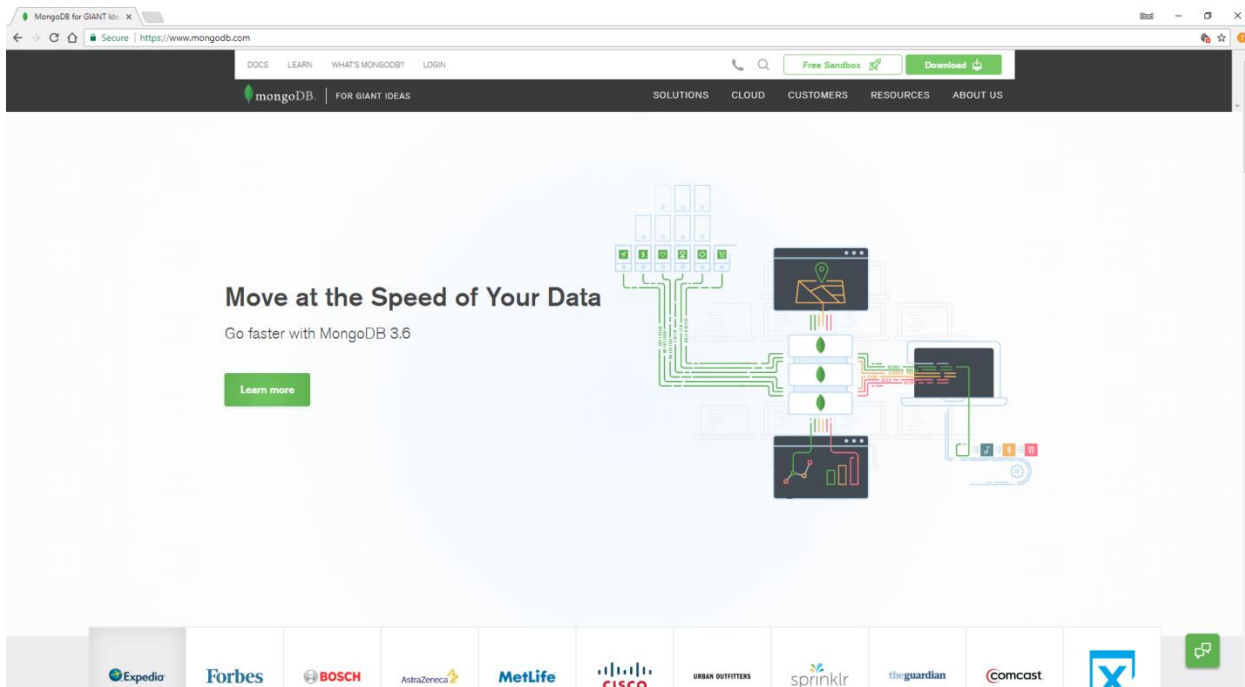 MongoDB for GIANT Ide
Secure | https://www.mongodb.com
DOCS LEARN WHAT'S MONGODB? LOGIN
Free Sandbox
Download
mongoDB. FOR GIANT IDEAS
SOLUTIONS CLOUD CUSTOMERS RESOURCES ABOUT US
Move at the Speed of Your Data
Go faster with MongoDB 3.6
Learn more
Expedia Forbes BOSCH AstraZeneca MetLife CISCO URBAN OUTFITTERS sprinklr theguardian comcast. X